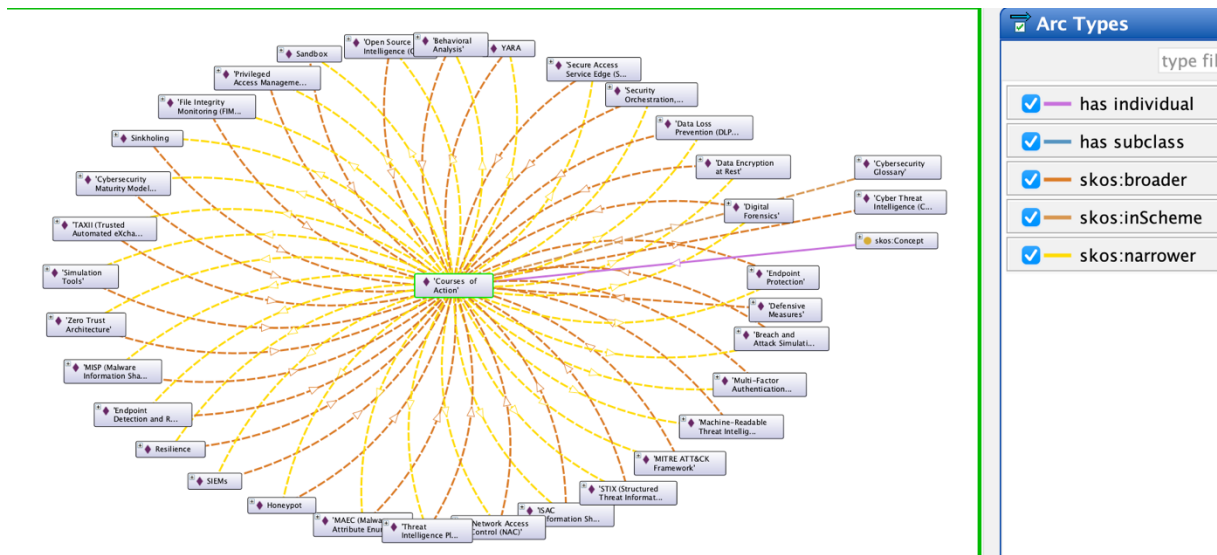 'Open Source
Intelligence (
'Behavioral
Analysis'
YARA
Sandbox
'Secure Access
Service Edge (S...
'Privileged
Access Manageme...
'Security
Orchestration,...
'File Integrity
Monitoring (FIM...
'Data Loss
Prevention (DLP...
Sinkholing
'Data Encryption
at Rest'
'Cybersecurity
Glossary'
'Cybersecurity
Maturity Model...
'Cyber Threat
Intelligence (C...
'Digital
Forensics'
'TAXII (Trusted
Automated eXcha...
skos:Concept
'Simulation
Tools'
'Endpoint
Protection'
'Courses of
Action'
'Defensive
Measures'
'Zero Trust
Architecture'
'Breach and
Attack Simulati...
'MISP (Malware
Information Sha...
'Multi-Factor
Authentication...
'Endpoint
Detection and R...
'Machine-Readable
Threat Intellig...
Resilience
'MITRE ATT&CK
Framework'
SIEMs
'STIX (Structured
Threat Informat...
Honeypot
'ISAC
formation Sh...
'MAEC (Malw
Attribute Enu
'Threat
Intelligence Pl...
Network Access
Control (NAC)'
Arc Types
type fil
has individual
has subclass
skos:broader
skos:inScheme
skos:narrower